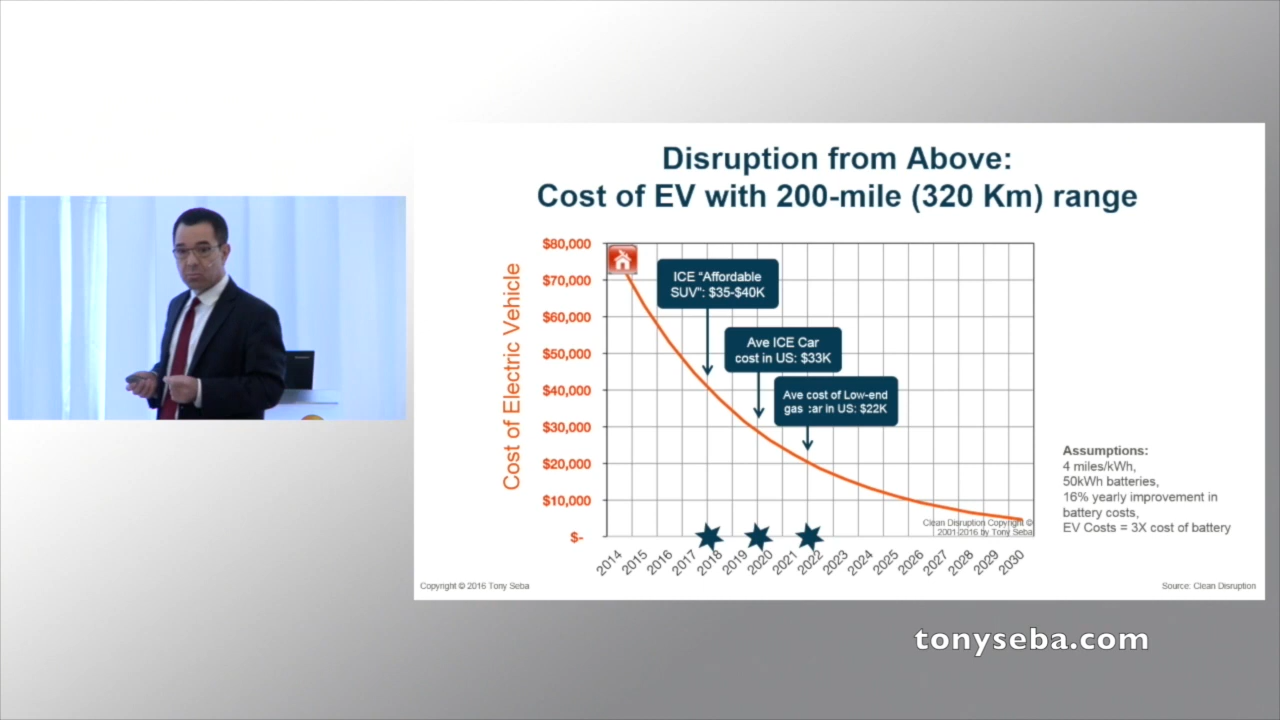 Disruption from Above:
Cost of EV with 200-mile (320 Km) range
Cost of Electric Vehicle
$80,000
$70,000
$60,000
$50,000
$40,000
$30,000
$20,000
$10,000
$-
ICE "Affordable
SUV": $35-$40K
Ave ICE Car
cost in US: $33K
Ave cost of Low-end
gas car in US: $22K
Clean Disruption Copyright ©
2001-2016 by Tony Seba
2014
2015
2016
2017
2018
2019
2020
2021
2022
2023
2024
2025
2026
2027
2028
2029
2030
Assumptions:
4 miles/kWh,
50kWh batteries,
16% yearly improvement in
battery costs,
EV Costs = 3X cost of battery
Copyright © 2016 Tony Seba
Source: Clean Disruption
tonyseba.com